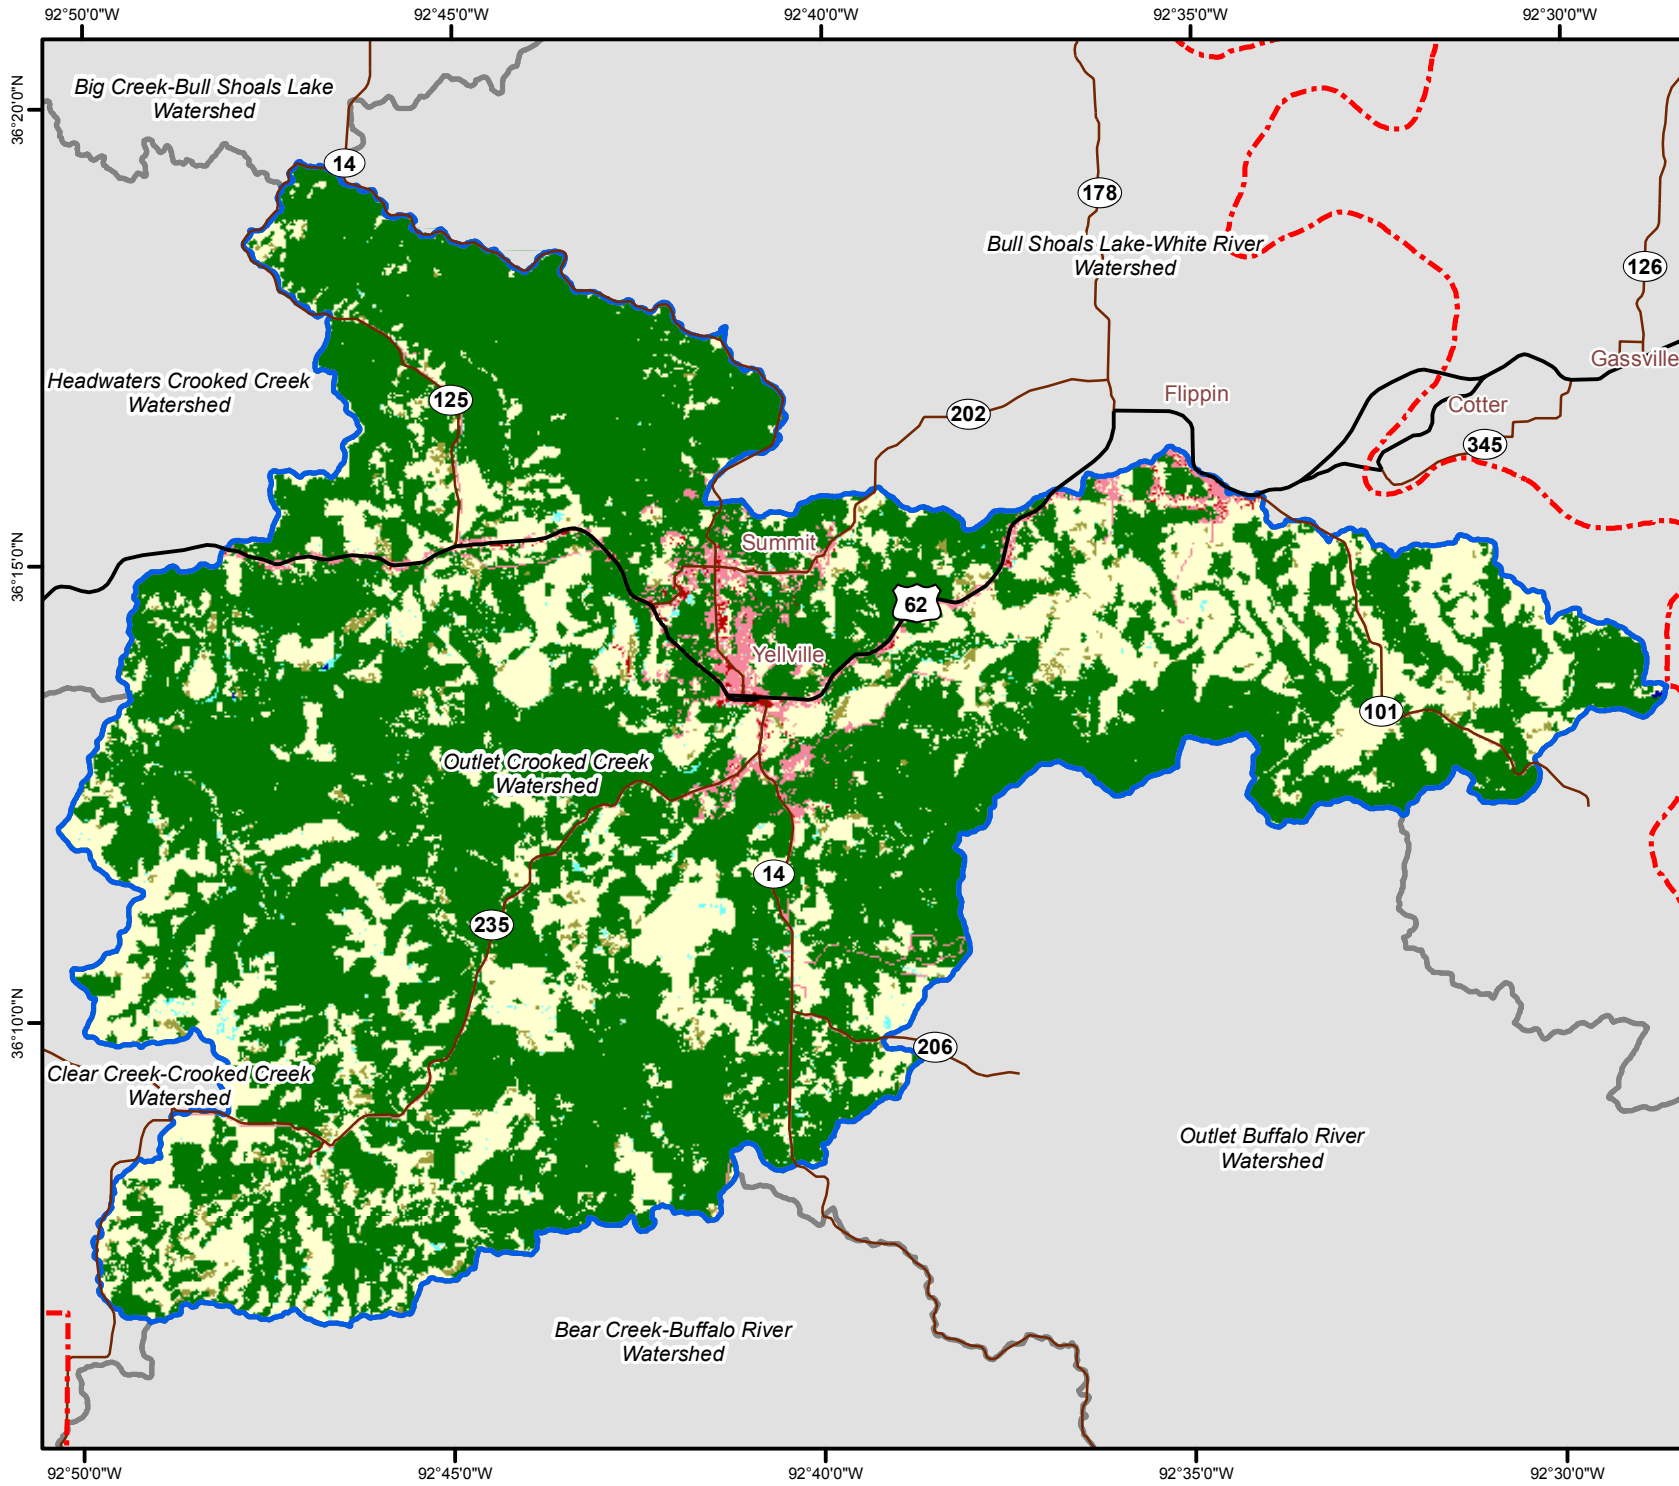 92°50'0"W
92°45'0"W
92°40'0"W
92°35'0"W
92°30'0"W
36°20'0"N
Big Creek-Bull Shoals Lake
Watershed
14
178
Bull Shoals Lake-White River
Watershed
126
Gassville
Headwaters Crooked Creek
Watershed
125
202
Flippin
Cotter
345
36°15'0"N
Summit
62
Yellville
101
Outlet Crooked Creek
Watershed
14
235
36°10'0"N
206
Clear Creek-Crooked Creek
Watershed
Outlet Buffalo River
Watershed
Bear Creek-Buffalo River
Watershed
92°50'0"W
92°45'0"W
92°40'0"W
92°35'0"W
92°30'0"W